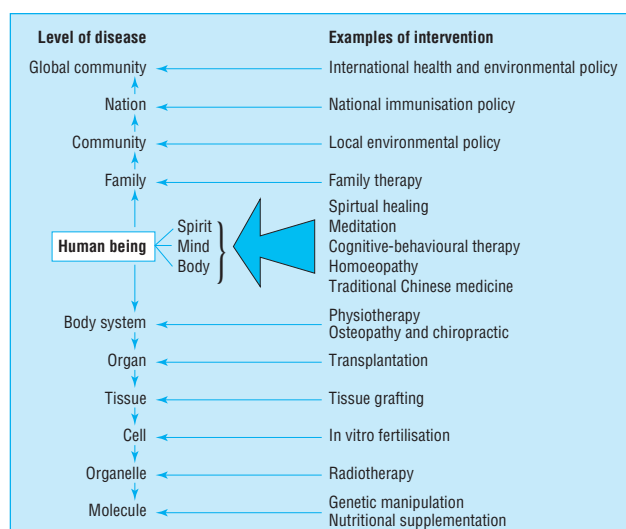 Level of disease Examples of intervention
Global community International health and environmental policy
Nation National immunisation policy
Community Local environmental policy
Family Family therapy
Spirtual healing
Spirit Meditation
Human being Mind Cognitive-behavioural therapy
Body Homoeopathy
Traditional Chinese medicine
Physiotherapy
Body system Osteopathy and chiropractic
Organ Transplantation
Tissue Tissue grafting
Cell In vitro fertilisation
Organelle Radiotherapy
Genetic manipulation
Molecule Nutritional supplementation